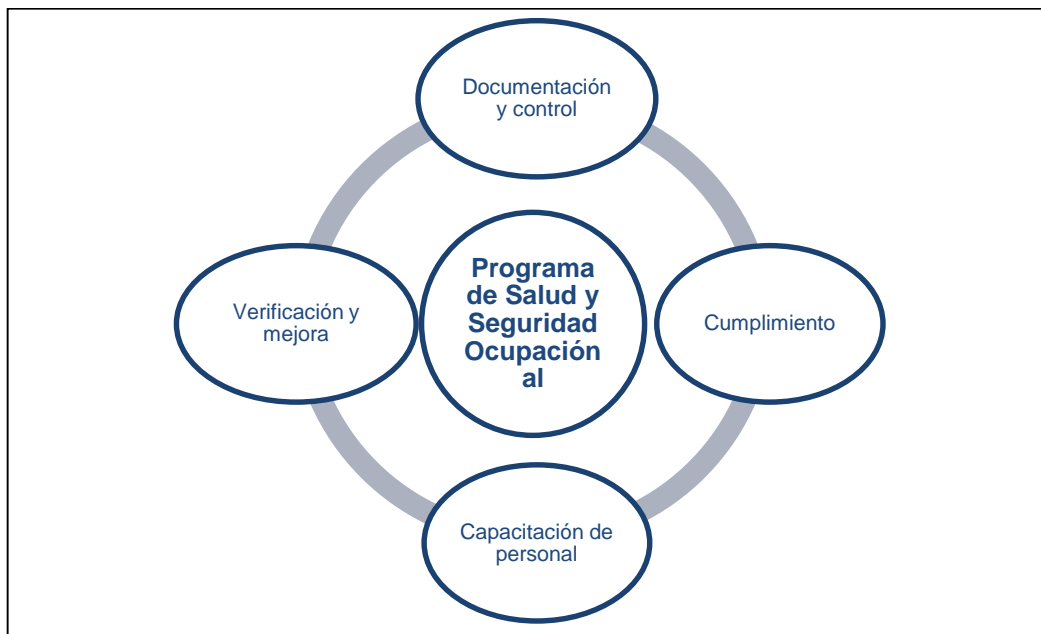 Documentación
y control
Programa
de Salud y
Seguridad
Ocupación
al
Verificación y
mejora
Cumplimiento
Capacitación de
personal